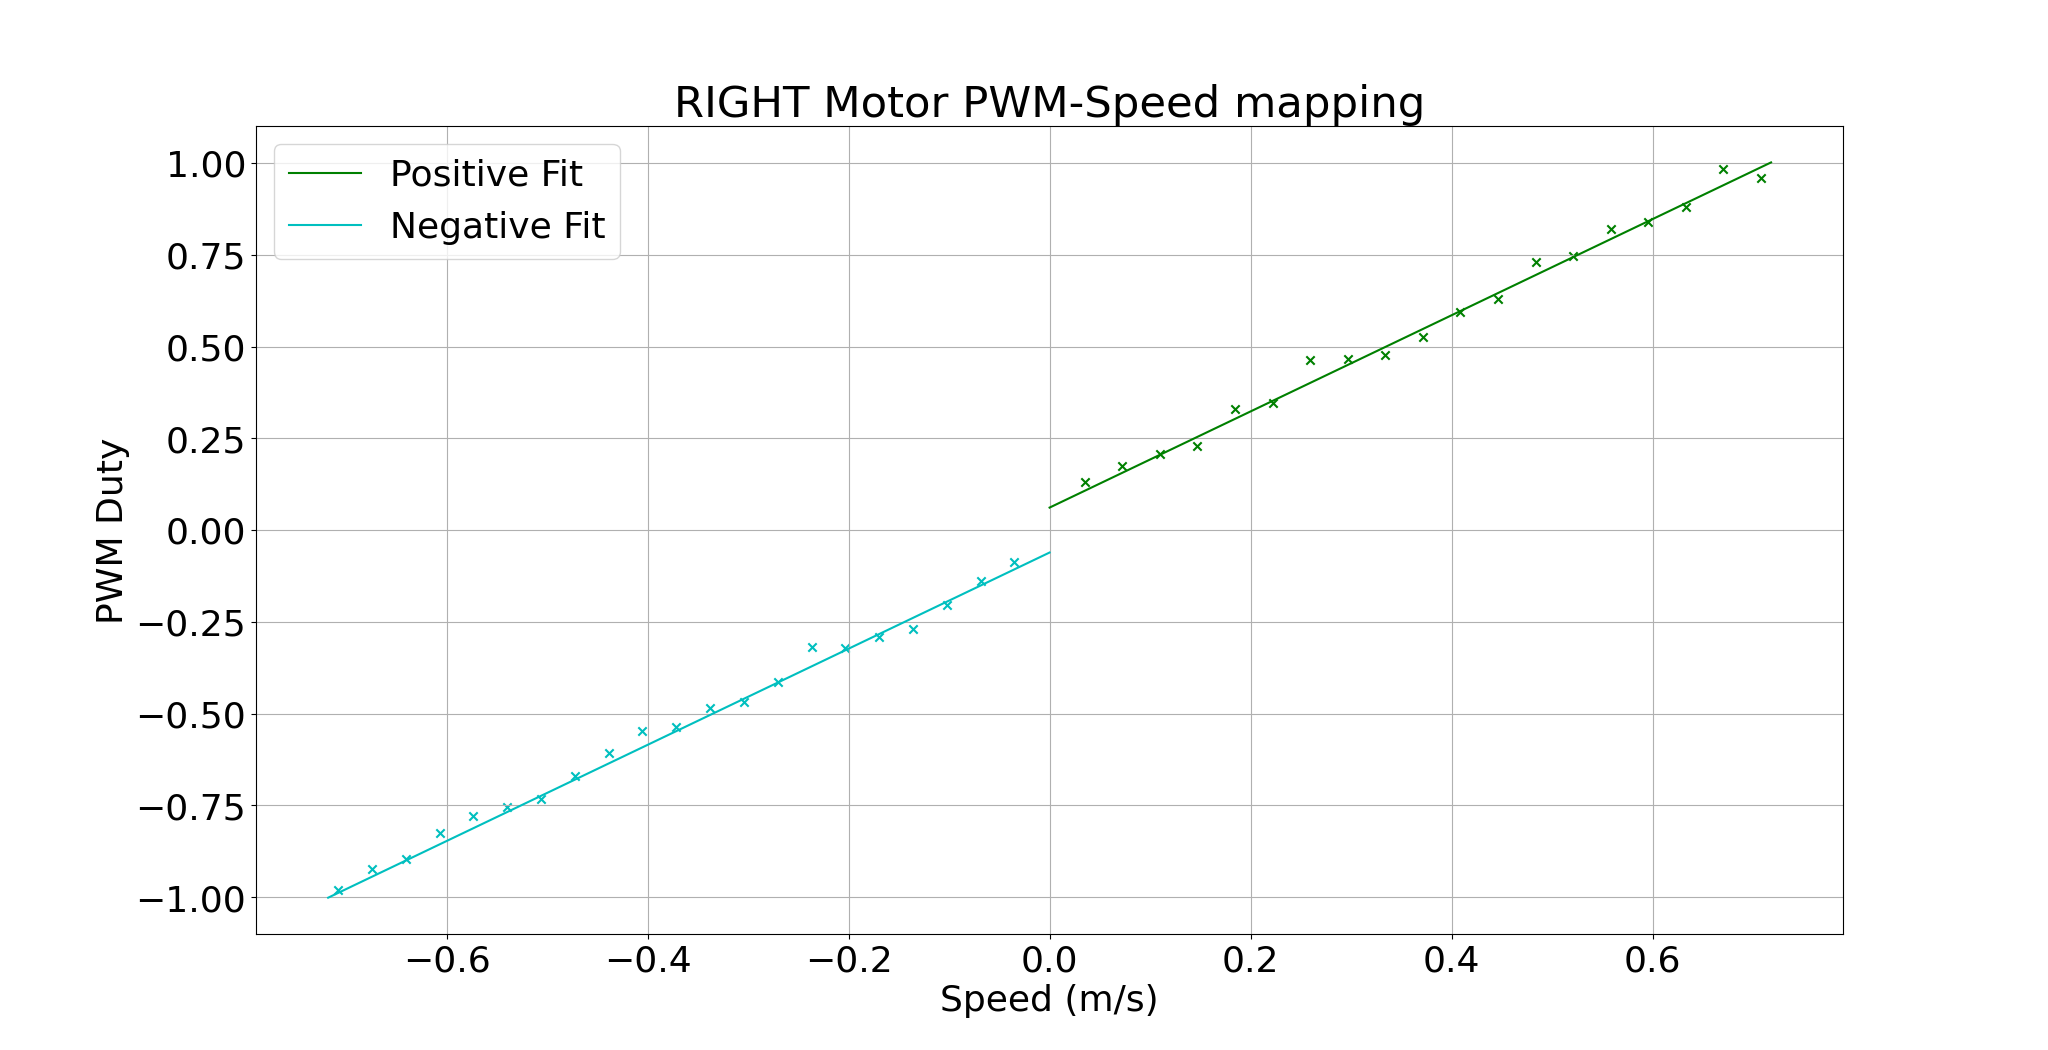 RIGHT Motor PWM-Speed mapping
Positive Fit
Negative Fit
1.00
0.75
0.50
0.25
0.00
−0.25
−0.50
−0.75
−1.00
PWM Duty
−0.6 −0.4 −0.2 0.0 0.2 0.4 0.6
Speed (m/s)